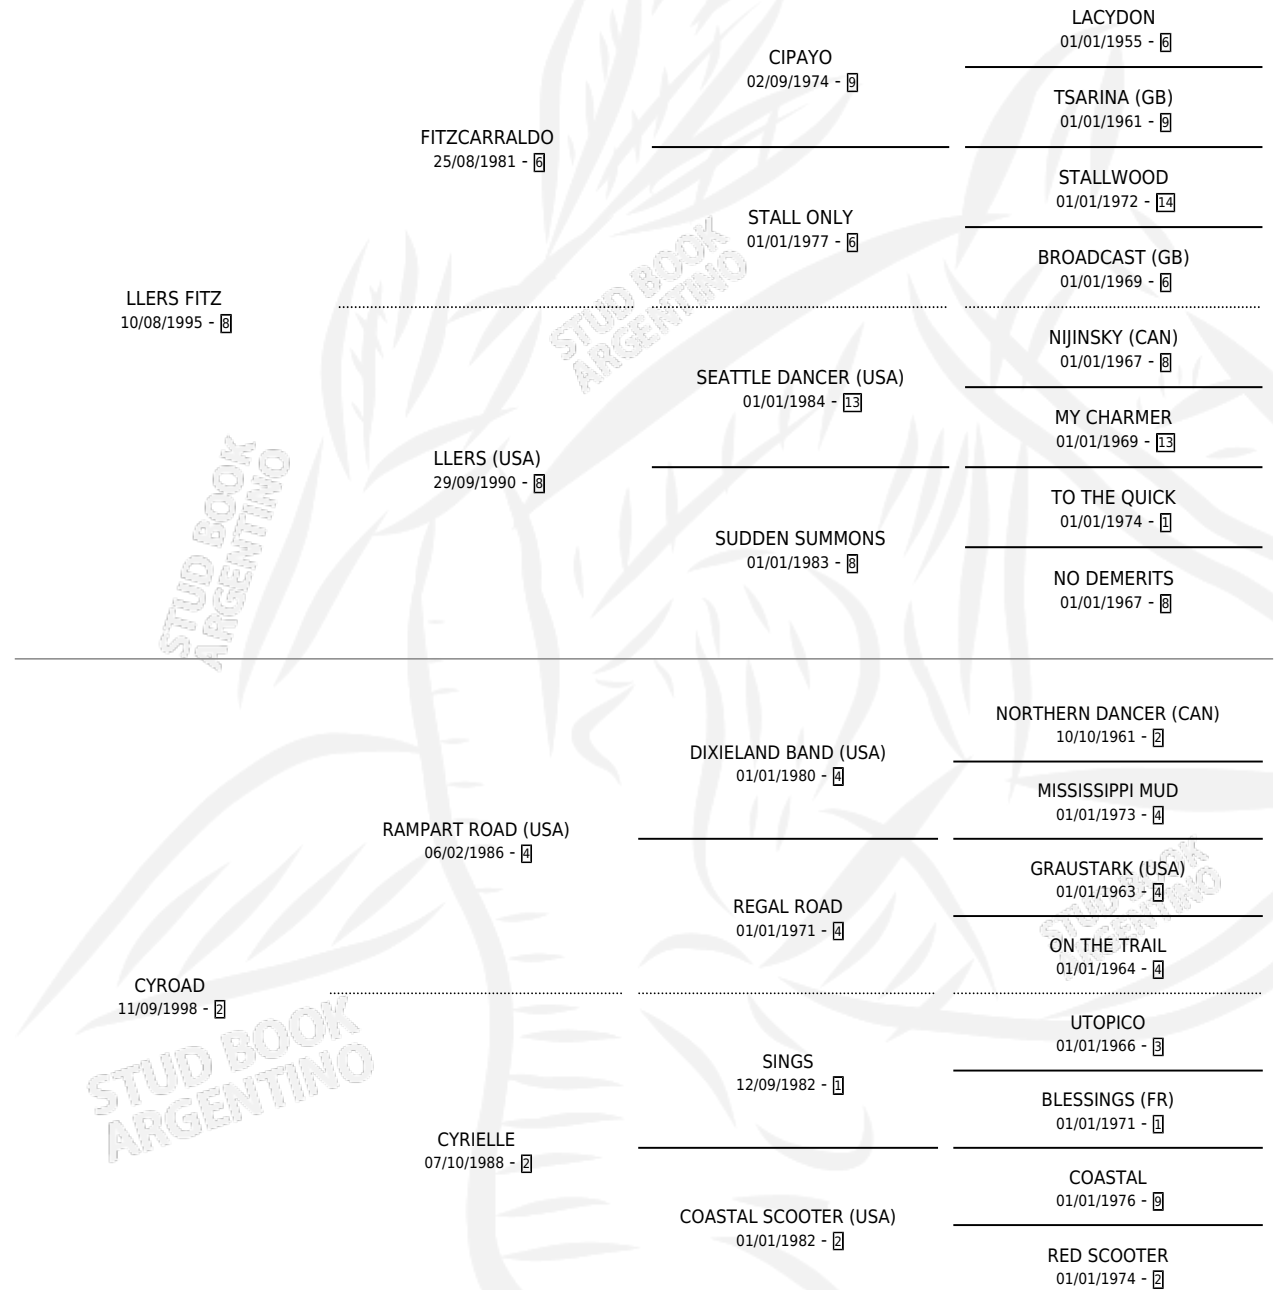 LACYDON
01/01/1955 - 6
CIPAYO
02/09/1974 - 9
TSARINA (GB)
01/01/1961 - 9
FITZCARRALDO
25/08/1981 - 6
STALLWOOD
01/01/1972 - 14
STALL ONLY
01/01/1977 - 6
BROADCAST (GB)
01/01/1969 - 6
LLERS FITZ
10/08/1995 - 8
NIJINSKY (CAN)
01/01/1967 - 8
SEATTLE DANCER (USA)
01/01/1984 - 13
MY CHARMER
01/01/1969 - 13
LLERS (USA)
29/09/1990 - 8
TO THE QUICK
01/01/1974 - 1
SUDDEN SUMMONS
01/01/1983 - 8
NO DEMERITS
01/01/1967 - 8
NORTHERN DANCER (CAN)
10/10/1961 - 2
DIXIELAND BAND (USA)
01/01/1980 - 4
MISSISSIPPI MUD
01/01/1973 - 4
RAMPART ROAD (USA)
06/02/1986 - 4
GRAUSTARK (USA)
01/01/1963 - 4
REGAL ROAD
01/01/1971 - 4
ON THE TRAIL
01/01/1964 - 4
CYROAD
11/09/1998 - 2
UTOPICO
01/01/1966 - 3
SINGS
12/09/1982 - 1
BLESSINGS (FR)
01/01/1971 - 1
CYRIELLE
07/10/1988 - 2
COASTAL
01/01/1976 - 9
COASTAL SCOOTER (USA)
01/01/1982 - 2
RED SCOOTER
01/01/1974 - 2
STUD BOOK
ARGENTINO
STUD BOOK
ARGENTINO
STUD BOOK
ARGENTINO
STUD BOOK
ARGENTINO